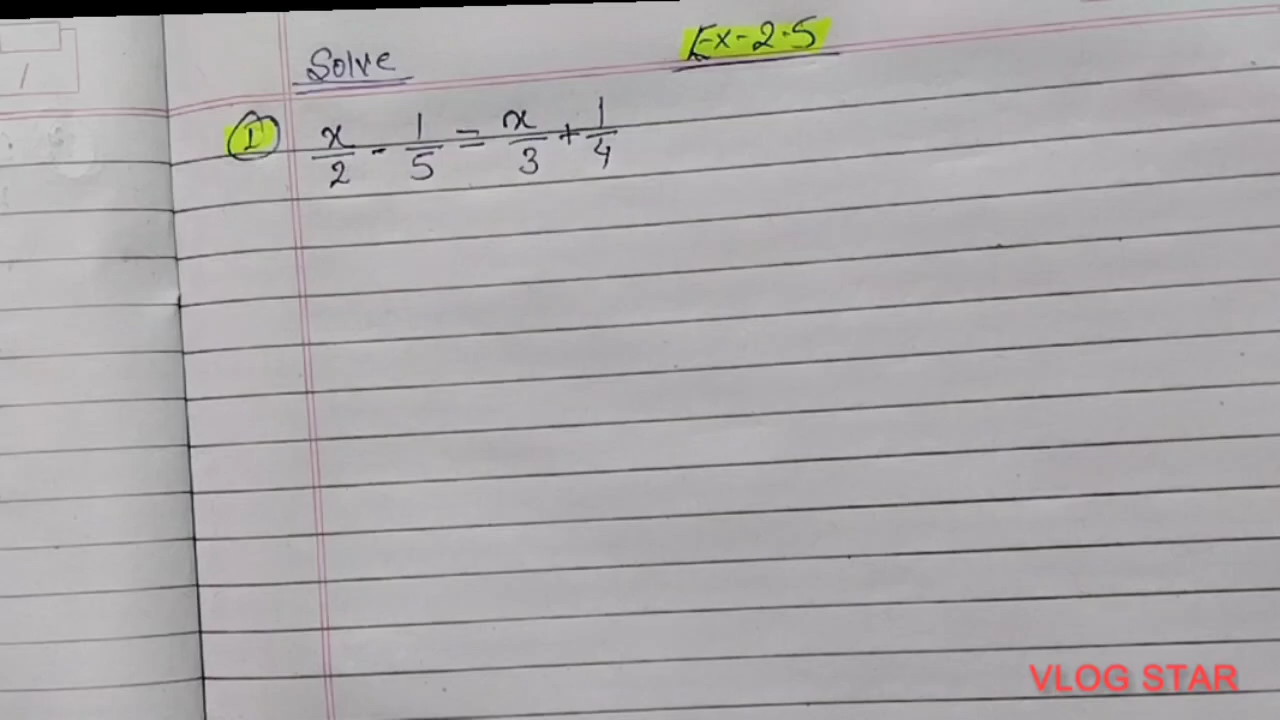 Solve
Ex-2.5
① x/2 - 1/5 = x/3 + 1/4
VLOG STAR